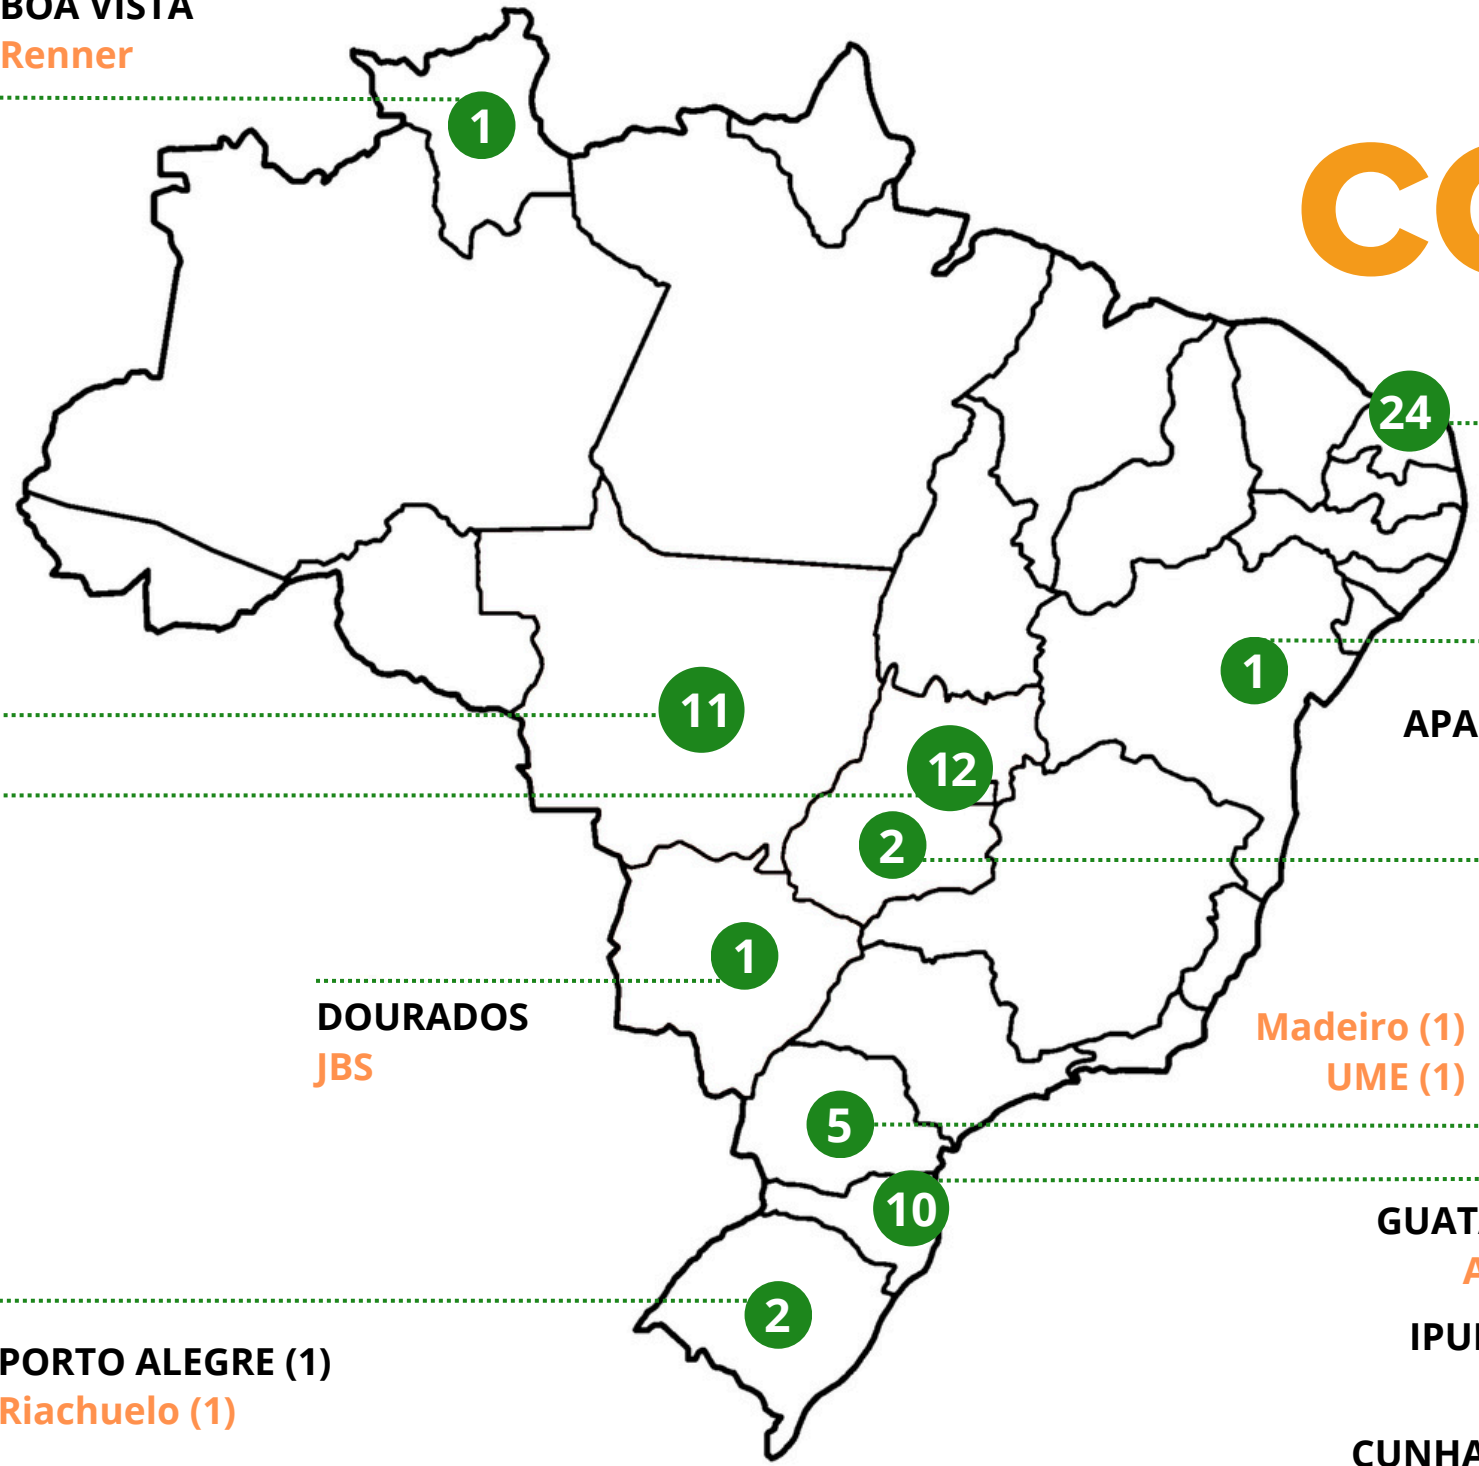 BOA VISTA
Renner
1
CO
24
1
11
APA
12
2
1
DOURADOS
JBS
Madeiro (1)
UME (1)
5
10
GUAT
A
2
IPU
PORTO ALEGRE (1)
Riachuelo (1)
CUNHA